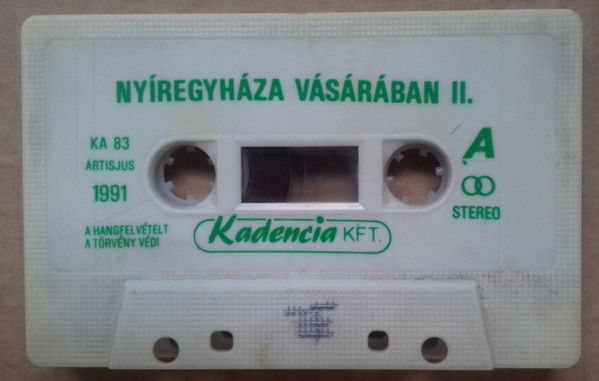 NYÍREGYHÁZA VÁSÁRÁBAN II.
KA 83
ARTISJUS
1991
A HANGFELVÉTELT
A TÖRVÉNY VÉDI
Kadencia KFT.
A
STEREO